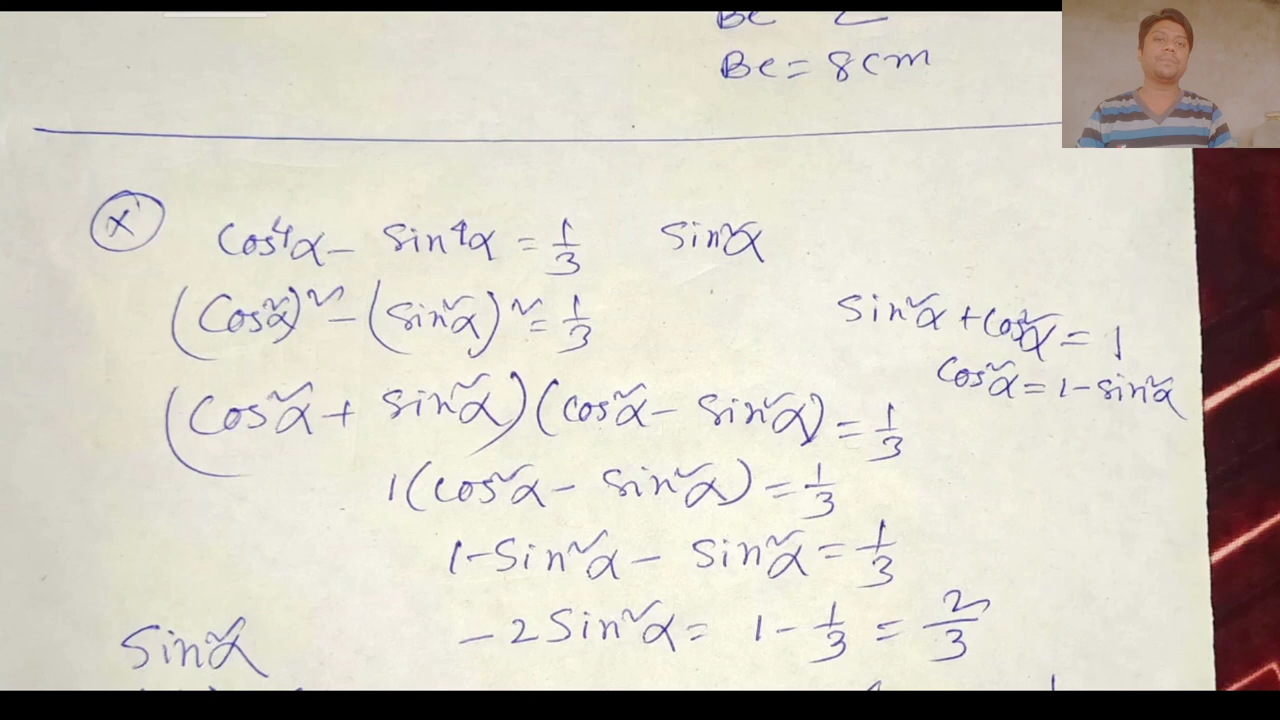 BC = 8cm
x cos⁴α - sin⁴α = 1/3 sin²α
(cos²α)² - (sin²α)² = 1/3
sin²α + cos²α = 1
cos²α = 1 - sin²α
(cos²α + sin²α)(cos²α - sin²α) = 1/3
1(cos²α - sin²α) = 1/3
1 - sin²α - sin²α = 1/3
- 2 sin²α = 1 - 1/3 = 2/3
sin²α